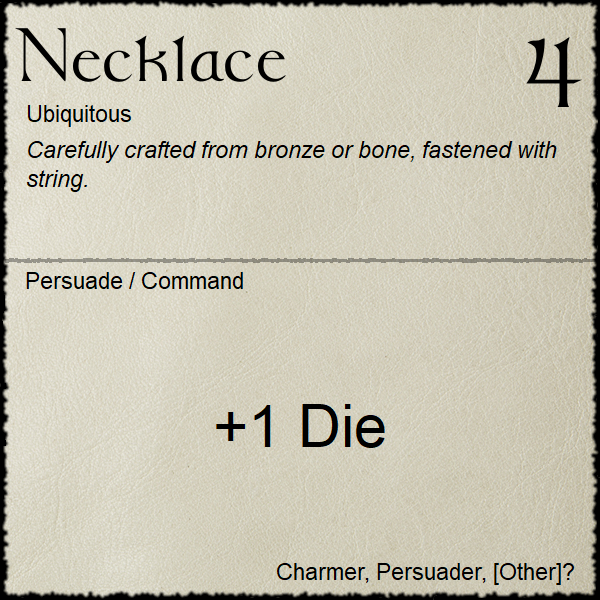 Necklace 4
Ubiquitous
Carefully crafted from bronze or bone, fastened with
string.
Persuade / Command
+1 Die
Charmer, Persuader, [Other]?